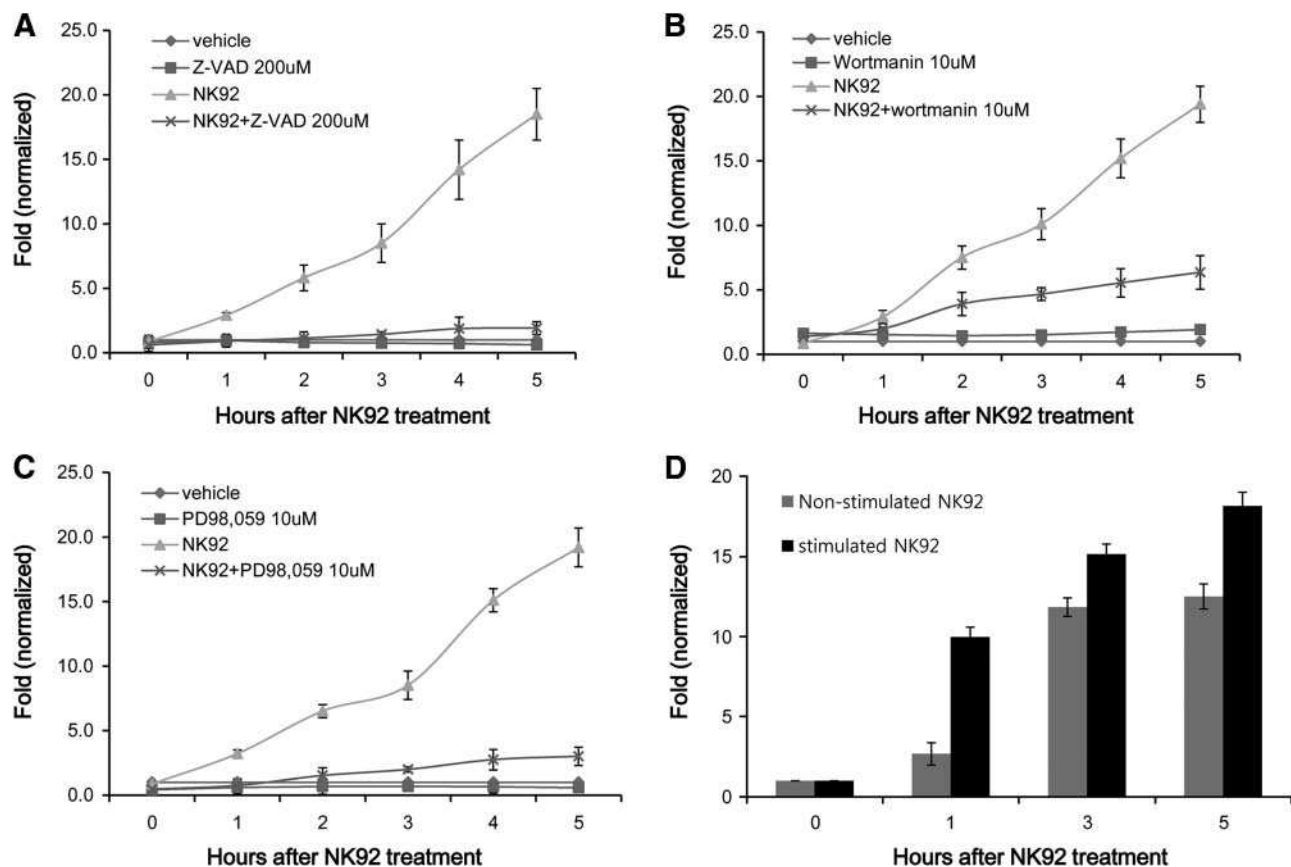 A
25.0
20.0
15.0
10.0
5.0
0.0
Fold (normalized)
vehicle
Z-VAD 200uM
NK92
NK92+Z-VAD 200uM
0 1 2 3 4 5
Hours after NK92 treatment
B
25.0
20.0
15.0
10.0
5.0
0.0
Fold (normalized)
vehicle
Wortmanin 10uM
NK92
NK92+wortmanin 10uM
0 1 2 3 4 5
Hours after NK92 treatment
C
25.0
20.0
15.0
10.0
5.0
0.0
Fold (normalized)
vehicle
PD98,059 10uM
NK92
NK92+PD98,059 10uM
0 1 2 3 4 5
Hours after NK92 treatment
D
20
15
10
5
0
Fold (normalized)
Non-stimulated NK92
stimulated NK92
0 1 3 5
Hours after NK92 treatment